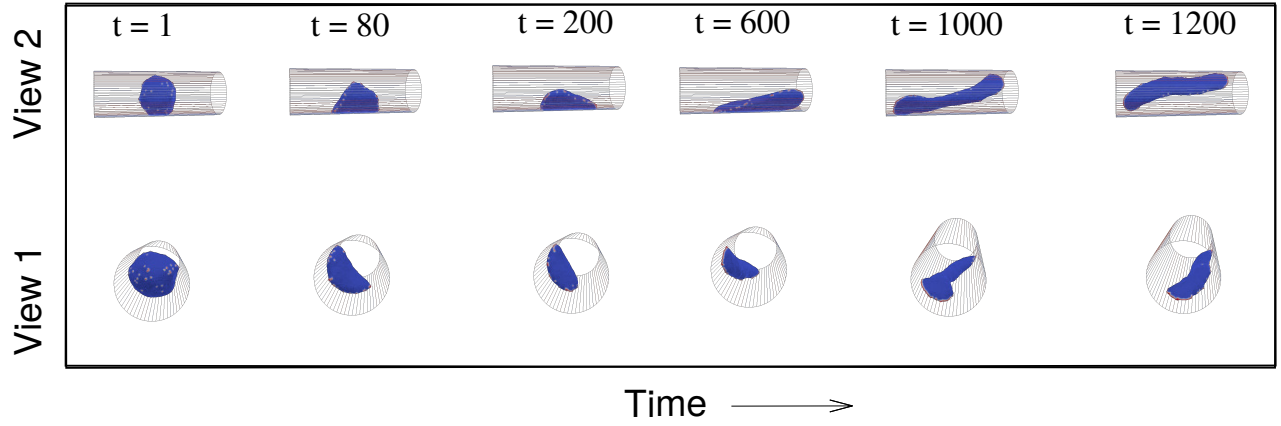 t = 1
t = 80
t = 200
t = 600
t = 1000
t = 1200
View 2
View 1
Time